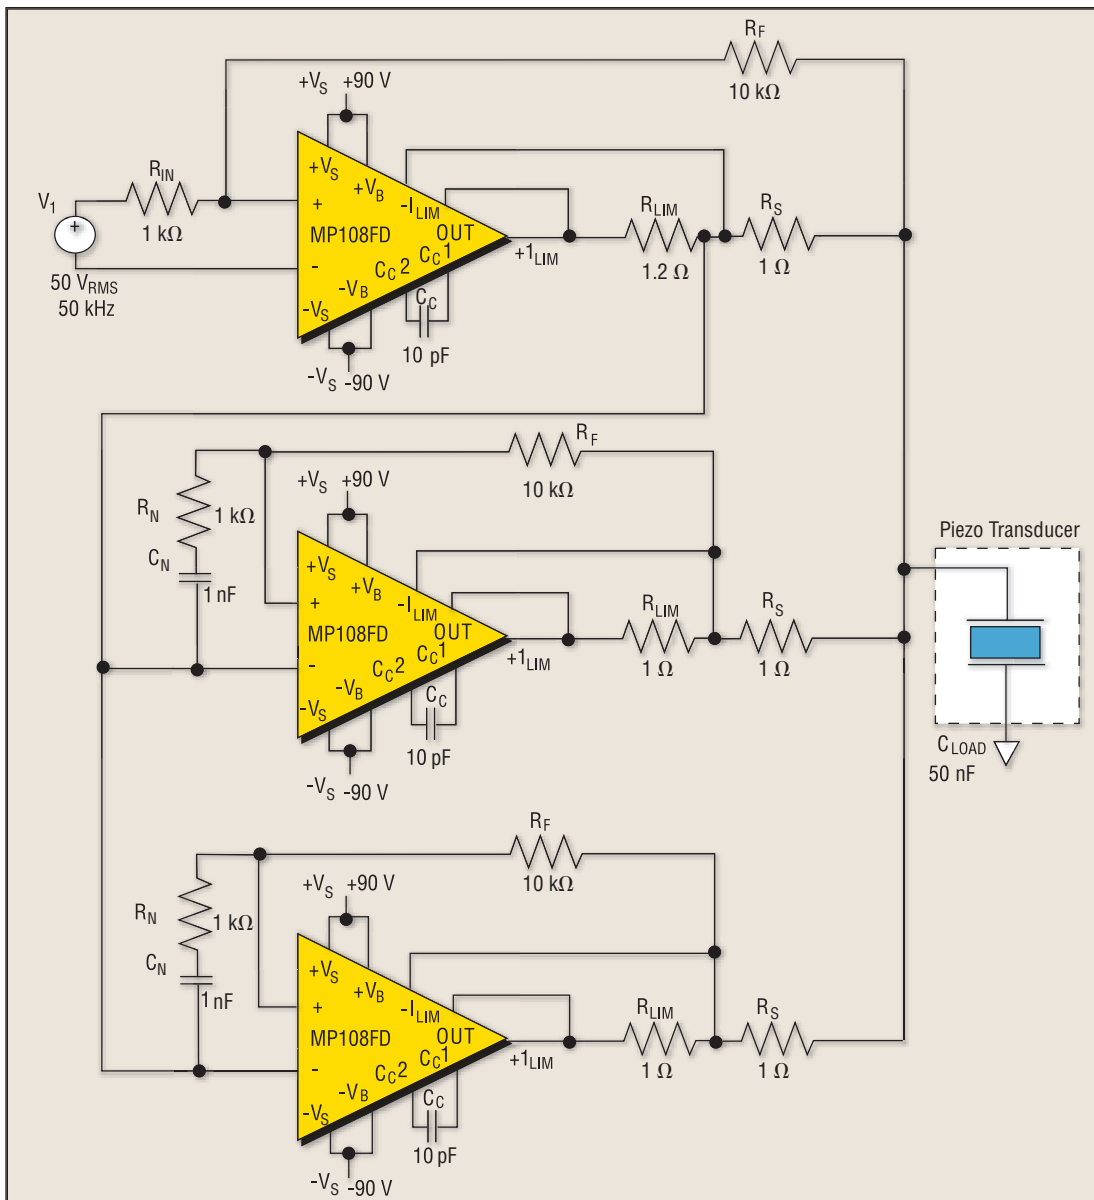 R_F
10 kΩ
+V_S +90 V
R_IN
1 kΩ
V_1
+
50 V_RMS
50 kHz
+V_S
+V_B
-I_LIM
+
MP108FD
OUT
-
C_C2
C_C1
-V_B
-V_S
+1_LIM
C_C
10 pF
-V_S -90 V
R_LIM
1.2 Ω
R_S
1 Ω
R_F
10 kΩ
+V_S +90 V
R_N
1 kΩ
C_N
1 nF
+V_S
+V_B
-I_LIM
+
MP108FD
OUT
-
C_C2
C_C1
-V_B
-V_S
+1_LIM
C_C
10 pF
-V_S -90 V
R_LIM
1 Ω
R_S
1 Ω
Piezo Transducer
C_LOAD
50 nF
R_F
10 kΩ
+V_S +90 V
R_N
1 kΩ
C_N
1 nF
+V_S
+V_B
-I_LIM
+
MP108FD
OUT
-
C_C2
C_C1
-V_B
-V_S
+1_LIM
C_C
10 pF
-V_S -90 V
R_LIM
1 Ω
R_S
1 Ω